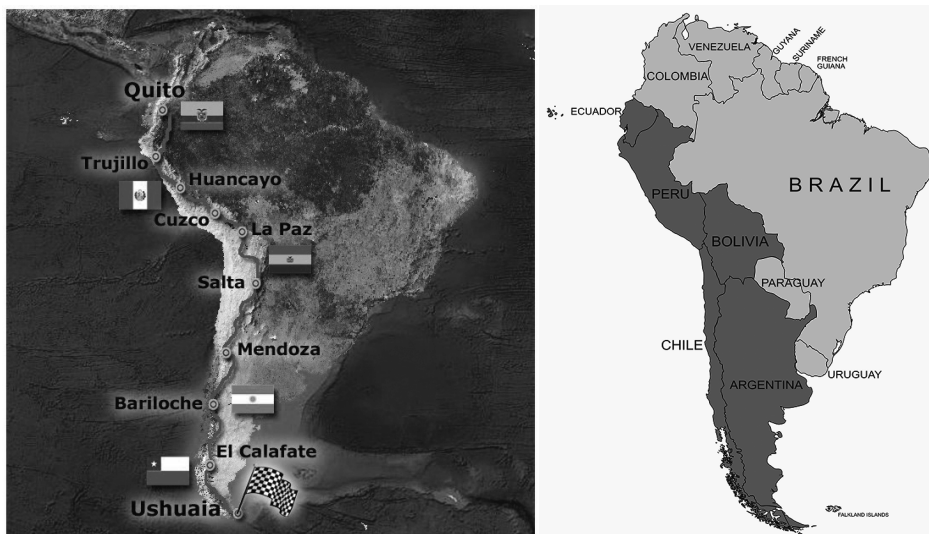 Quito
Trujillo
Huancayo
Cuzco
La Paz
Salta
Mendoza
Bariloche
El Calafate
Ushuaia
VENEZUELA
GUYANA
SURINAME
FRENCH
GUIANA
COLOMBIA
ECUADOR
BRAZIL
PERU
BOLIVIA
PARAGUAY
CHILE
URUGUAY
ARGENTINA
FALKLAND ISLANDS